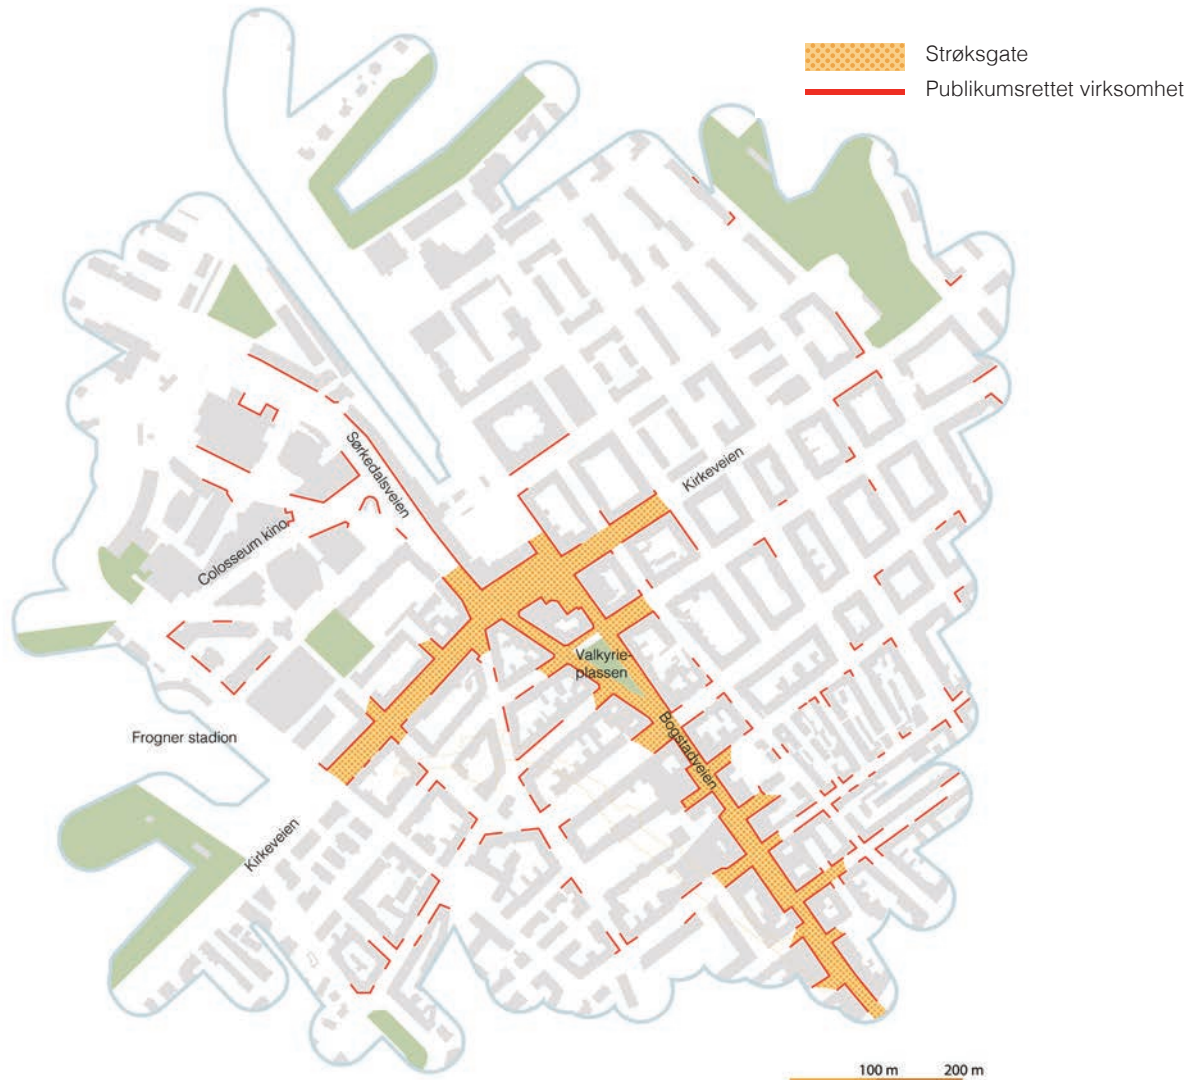 Strøksgate
Publikumsrettet virksomhet
Sørkedalsveien
Kirkeveien
Colosseum kino
Valkyrie-
plassen
Bogstadveien
Frogner stadion
Kirkeveien
100 m 200 m